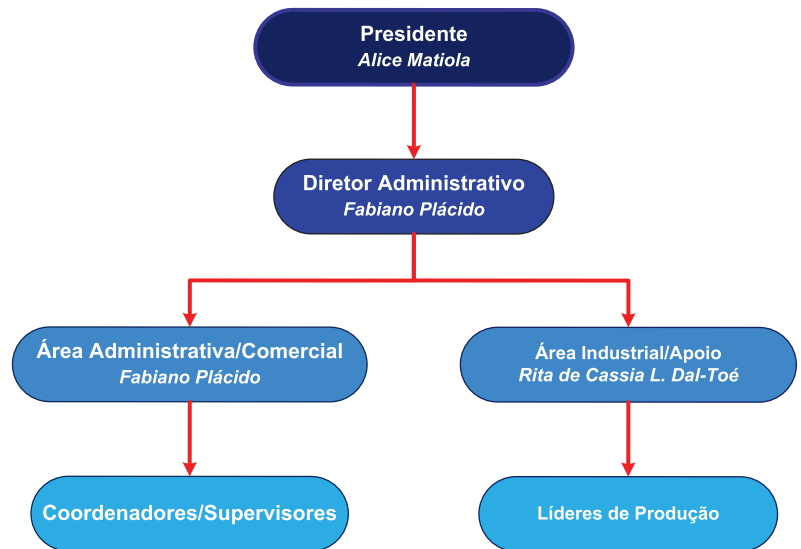 Presidente
Alice Matiola
Diretor Administrativo
Fabiano Plácido
Área Administrativa/Comercial
Fabiano Plácido
Área Industrial/Apoio
Rita de Cassia L. Dal-Toé
Coordenadores/Supervisores
Líderes de Produção